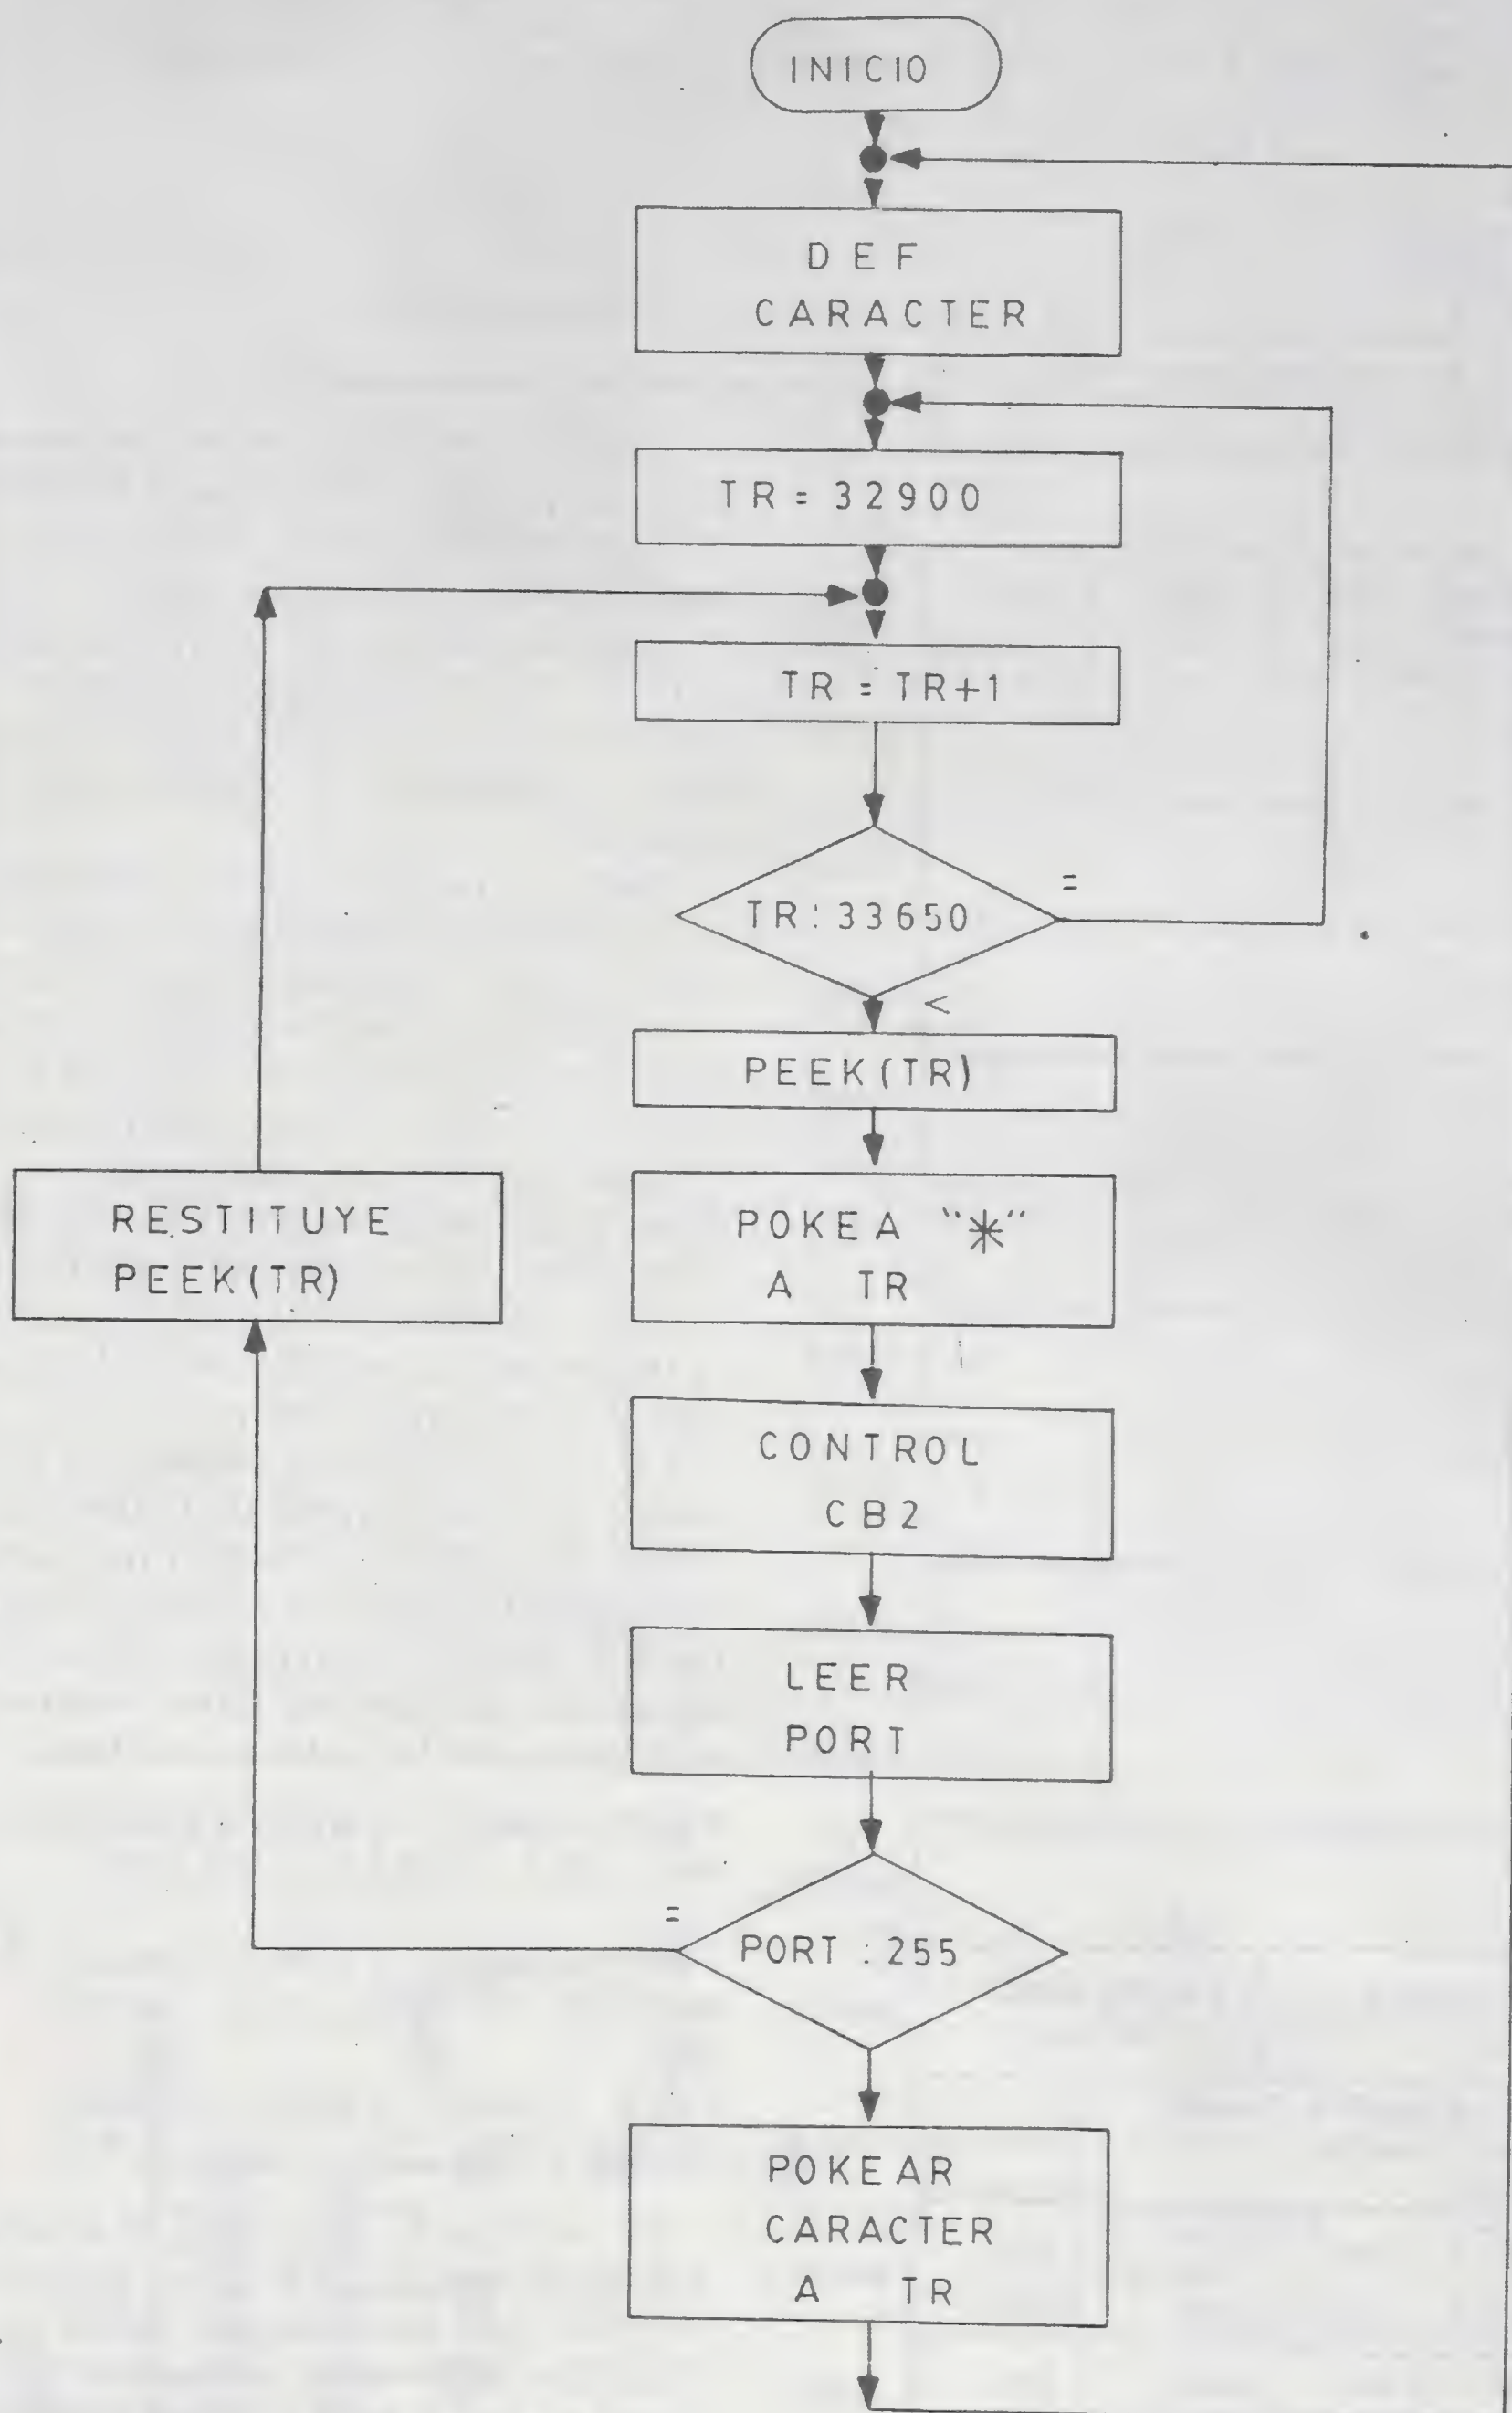 INICIO
DEF
CARACTER
TR = 32900
TR = TR+1
=
TR : 33650
<
PEEK(TR)
RESTITUYE
PEEK(TR)
POKEA "*"
A TR
CONTROL
CB2
LEER
PORT
=
PORT : 255
POKEAR
CARACTER
A TR